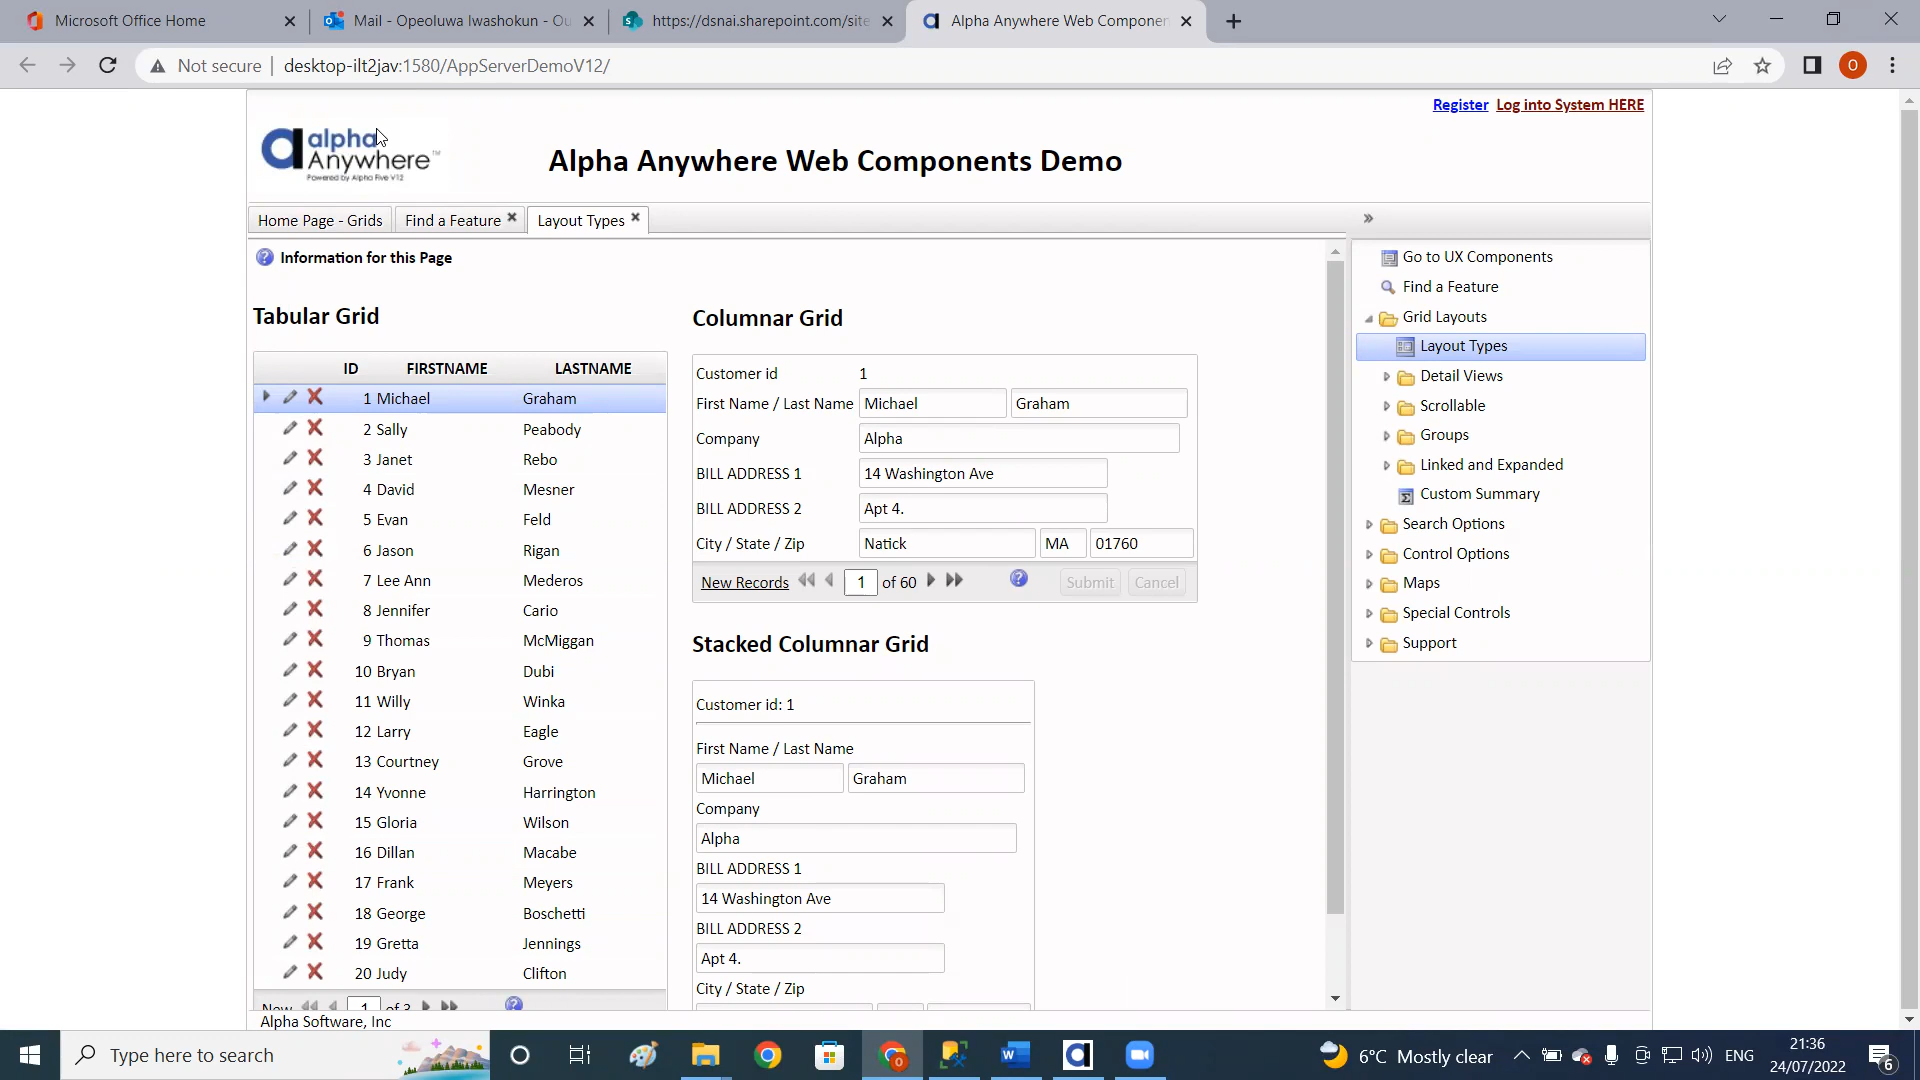 Microsoft Office Home
Mail - Opeoluwa Iwashokun - Ou
https://dsnai.sharepoint.com/site
Alpha Anywhere Web Componen
Not secure
desktop-ilt2jav:1580/AppServerDemoV12/
O
Register Log into System HERE
alpha
Anywhere™
Powered by Alpha Five V12
Alpha Anywhere Web Components Demo
Home Page - Grids
Find a Feature
Layout Types
Information for this Page
Tabular Grid
ID FIRSTNAME LASTNAME
1 Michael Graham
2 Sally Peabody
3 Janet Rebo
4 David Mesner
5 Evan Feld
6 Jason Rigan
7 Lee Ann Mederos
8 Jennifer Cario
9 Thomas McMiggan
10 Bryan Dubi
11 Willy Winka
12 Larry Eagle
13 Courtney Grove
14 Yvonne Harrington
15 Gloria Wilson
16 Dillan Macabe
17 Frank Meyers
18 George Boschetti
19 Gretta Jennings
20 Judy Clifton
New 1 of 3
Columnar Grid
Customer id 1
First Name / Last Name Michael Graham
Company Alpha
BILL ADDRESS 1 14 Washington Ave
BILL ADDRESS 2 Apt 4.
City / State / Zip Natick MA 01760
New Records 1 of 60 Submit Cancel
Stacked Columnar Grid
Customer id: 1
First Name / Last Name
Michael Graham
Company
Alpha
BILL ADDRESS 1
14 Washington Ave
BILL ADDRESS 2
Apt 4.
City / State / Zip
Go to UX Components
Find a Feature
Grid Layouts
Layout Types
Detail Views
Scrollable
Groups
Linked and Expanded
Custom Summary
Search Options
Control Options
Maps
Special Controls
Support
Alpha Software, Inc
Type here to search
6°C Mostly clear
ENG
21:36
24/07/2022
6